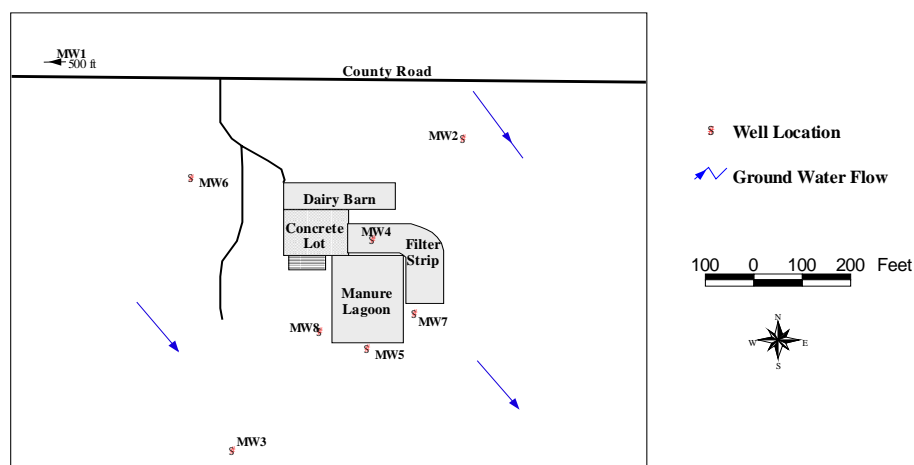 MW1
500 ft
County Road
MW2
Well Location
MW6
Ground Water Flow
Dairy Barn
Concrete
Lot
MW4
Filter
Strip
100 0 100 200 Feet
Manure
Lagoon
MW7
MW8
MW5
N
W E
S
MW3